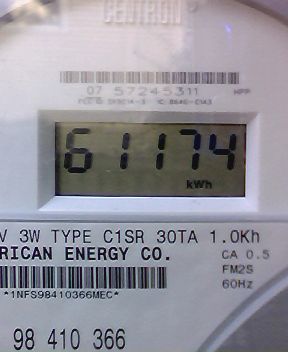 CENTRON
07 57245311
61174
kWh
V 3W TYPE C1SR 30TA 1.0Kh
RICAN ENERGY CO.
CA 0.5
FM2S
60Hz
*1NFS98410366MEC*
98 410 366